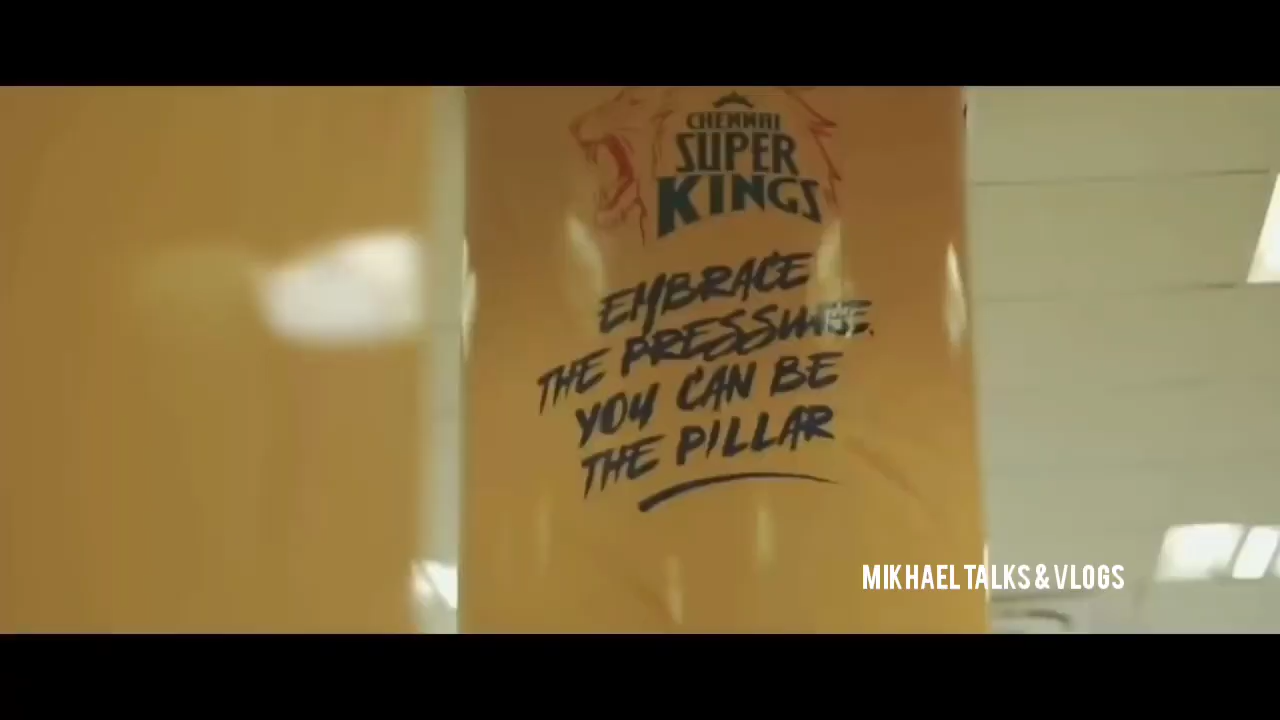 CHENNAI
SUPER
KINGS
EMBRACE
THE PRESSURE.
YOU CAN BE
THE PILLAR
MIKHAEL TALKS & VLOGS